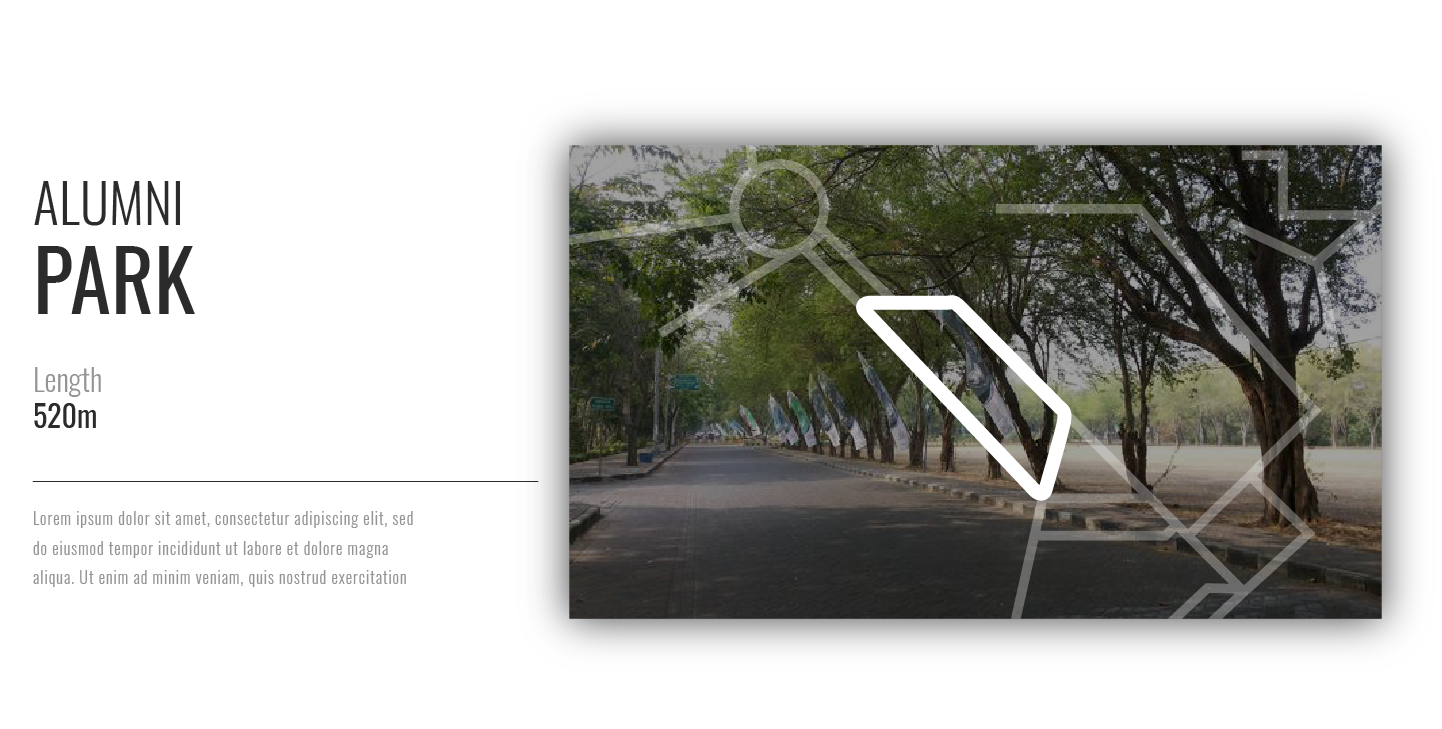 ALUMNI
PARK
Length
520m
Lorem ipsum dolor sit amet, consectetur adipiscing elit, sed
do eiusmod tempor incididunt ut labore et dolore magna
aliqua. Ut enim ad minim veniam, quis nostrud exercitation